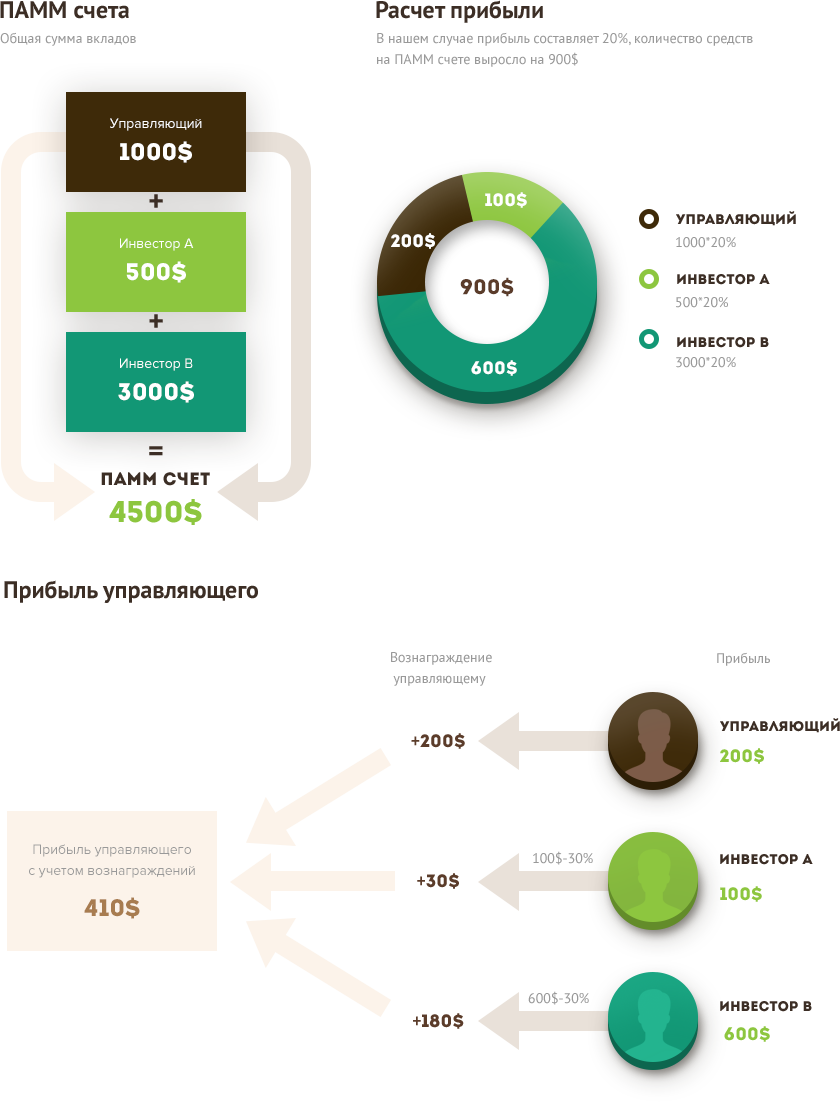 ПАММ счета
Общая сумма вкладов
Управляющий
1000$
+
Инвестор А
500$
+
Инвестор В
3000$
=
ПАММ СЧЕТ
4500$
Расчет прибыли
В нашем случае прибыль составляет 20%, количество средств
на ПАММ счете выросло на 900$
100$
200$
900$
600$
УПРАВЛЯЮЩИЙ
1000*20%
ИНВЕСТОР А
500*20%
ИНВЕСТОР В
3000*20%
Прибыль управляющего
Вознаграждение
управляющему
Прибыль
+200$
УПРАВЛЯЮЩИЙ
200$
Прибыль управляющего
с учетом вознаграждений
410$
+30$
100$-30%
ИНВЕСТОР А
100$
+180$
600$-30%
ИНВЕСТОР В
600$